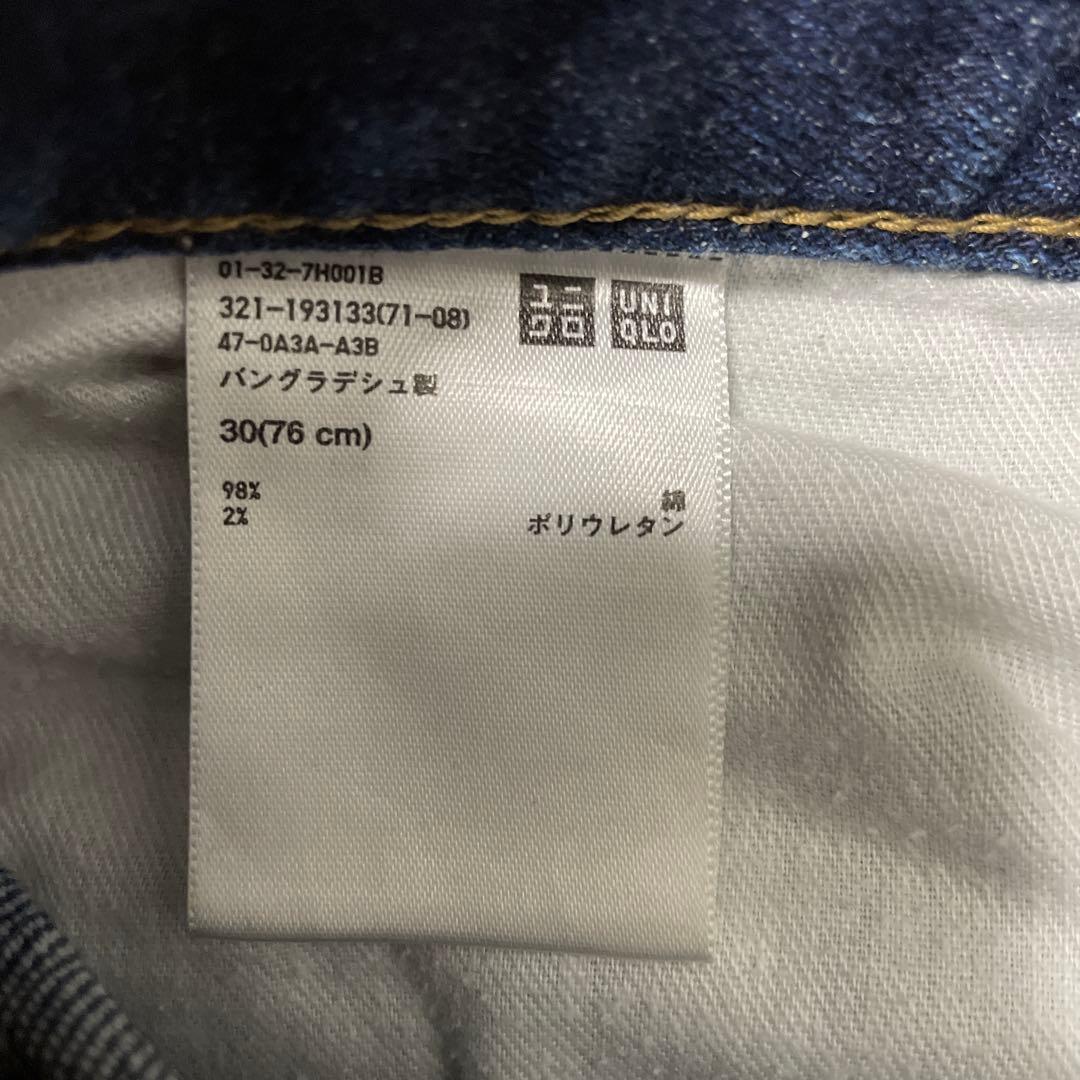 01-32-7H001B
321-193133(71-08)
47-0A3A-A3B
バングラデシュ製
ユニ
クロ
UNI
QLO
30(76 cm)
98% 綿
2% ポリウレタン